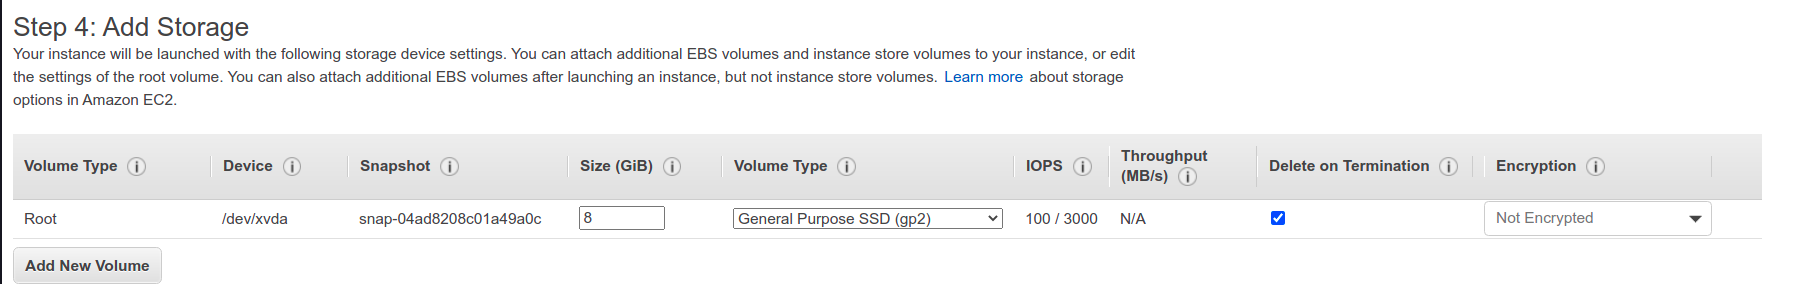 Step 4: Add Storage
Your instance will be launched with the following storage device settings. You can attach additional EBS volumes and instance store volumes to your instance, or edit
the settings of the root volume. You can also attach additional EBS volumes after launching an instance, but not instance store volumes. Learn more about storage
options in Amazon EC2.
Volume Type Device Snapshot Size (GiB) Volume Type IOPS Throughput (MB/s) Delete on Termination Encryption
Root /dev/xvda snap-04ad8208c01a49a0c 8 General Purpose SSD (gp2) 100 / 3000 N/A Not Encrypted
Add New Volume